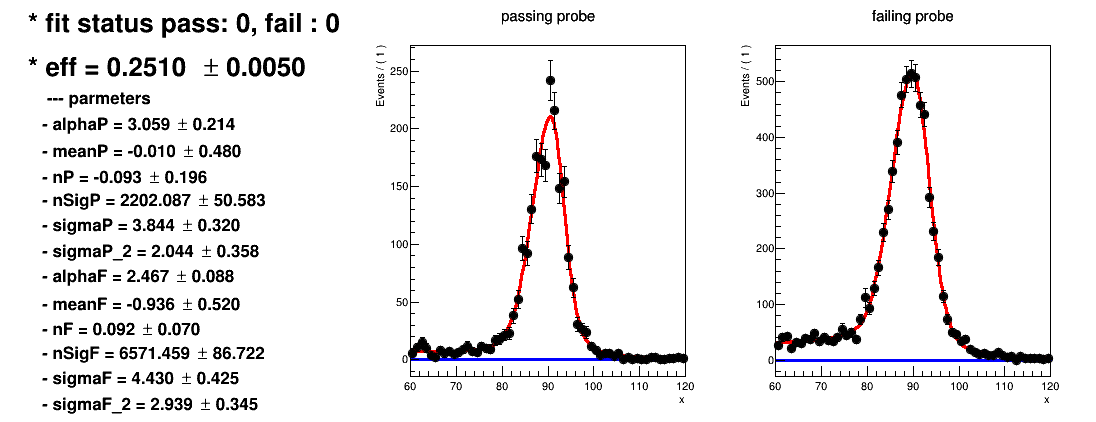 * fit status pass: 0, fail : 0
* eff = 0.2510 ± 0.0050
--- parmeters
- alphaP = 3.059 ± 0.214
- meanP = -0.010 ± 0.480
- nP = -0.093 ± 0.196
- nSigP = 2202.087 ± 50.583
- sigmaP = 3.844 ± 0.320
- sigmaP_2 = 2.044 ± 0.358
- alphaF = 2.467 ± 0.088
- meanF = -0.936 ± 0.520
- nF = 0.092 ± 0.070
- nSigF = 6571.459 ± 86.722
- sigmaF = 4.430 ± 0.425
- sigmaF_2 = 2.939 ± 0.345
passing probe
Events / ( 1 )
250
200
150
100
50
0
60 70 80 90 100 110 120
x
failing probe
Events / ( 1 )
500
400
300
200
100
0
60 70 80 90 100 110 120
x